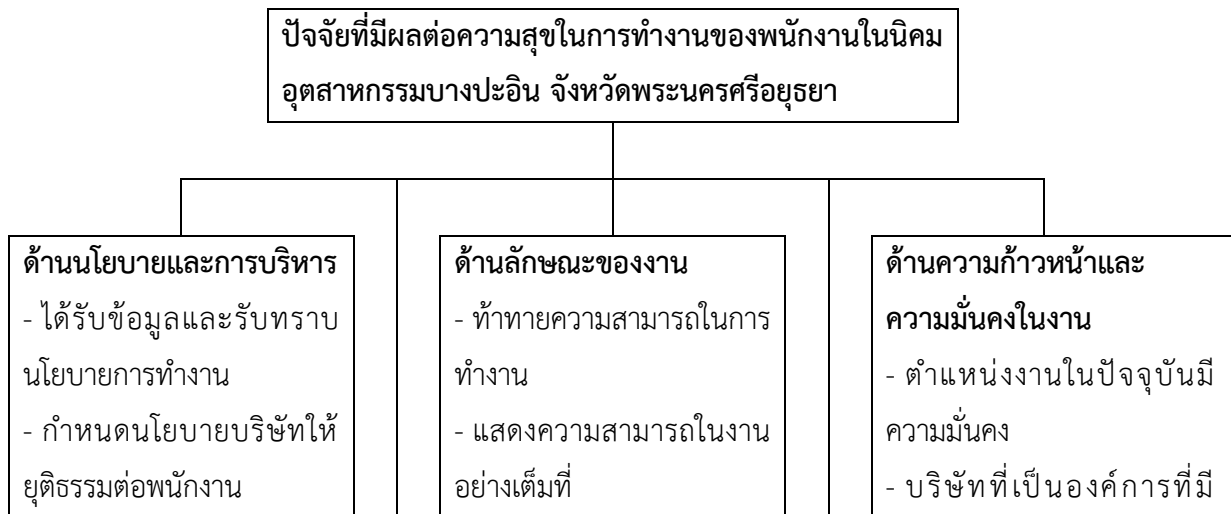 ปัจจัยที่มีผลต่อความสุขในการทำงานของพนักงานในนิคม
อุตสาหกรรมบางปะอิน จังหวัดพระนครศรีอยุธยา
ด้านนโยบายและการบริหาร
- ได้รับข้อมูลและรับทราบ
นโยบายการทำงาน
- กำหนดนโยบายบริษัทให้
ยุติธรรมต่อพนักงาน
ด้านลักษณะของงาน
- ท้าทายความสามารถในการ
ทำงาน
- แสดงความสามารถในงาน
อย่างเต็มที่
ด้านความก้าวหน้าและ
ความมั่นคงในงาน
- ตำแหน่งงานในปัจจุบันมี
ความมั่นคง
- บริษัทที่เป็นองค์การที่มี